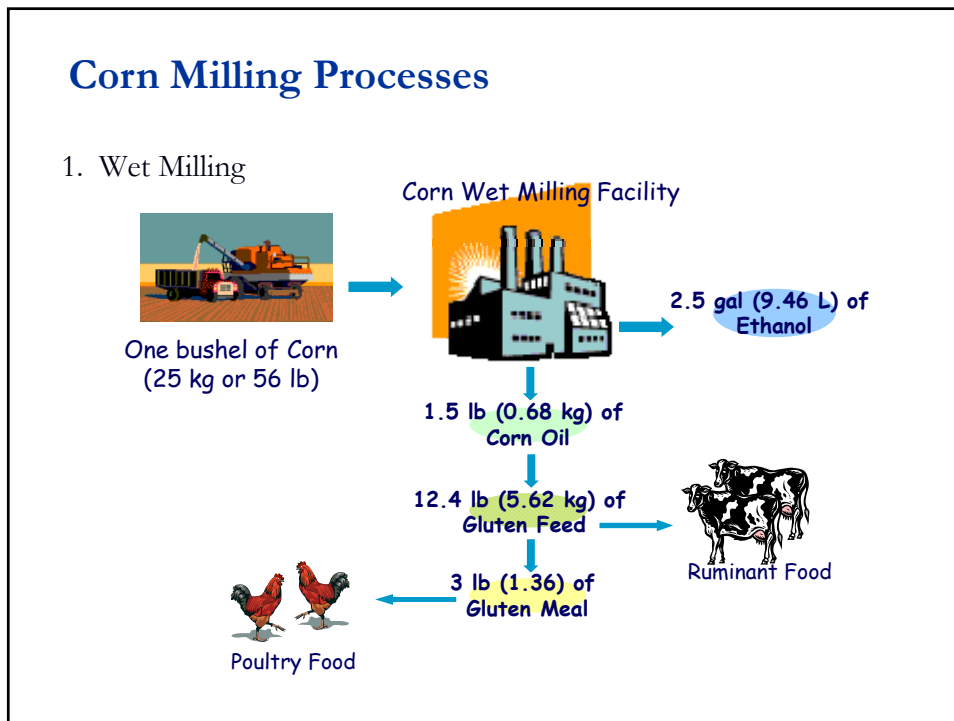 Corn Milling Processes
1. Wet Milling
Corn Wet Milling Facility
One bushel of Corn
(25 kg or 56 lb)
2.5 gal (9.46 L) of
Ethanol
1.5 lb (0.68 kg) of
Corn Oil
12.4 lb (5.62 kg) of
Gluten Feed
Ruminant Food
3 lb (1.36) of
Gluten Meal
Poultry Food